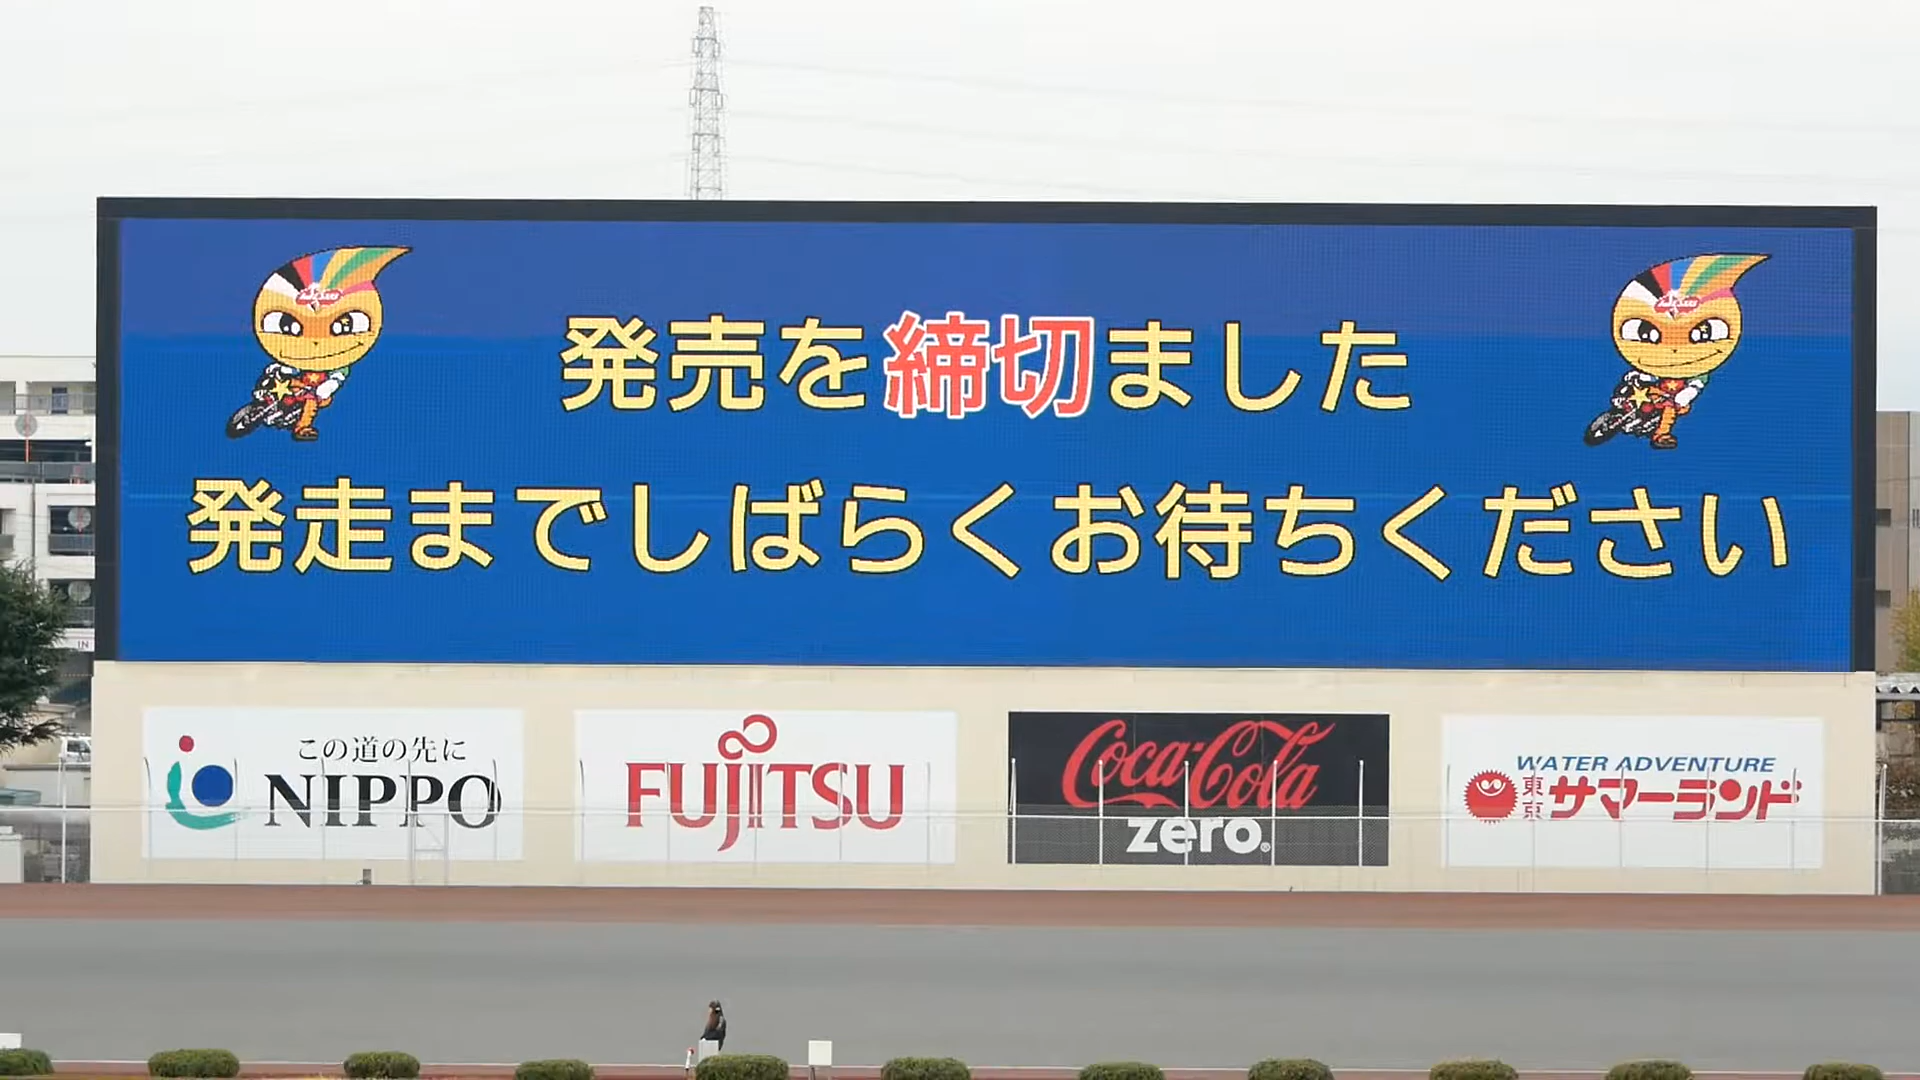 発売を締切ました
発走までしばらくお待ちください
この道の先に
NIPPO
FUJITSU
Coca-Cola
zero®
WATER ADVENTURE
東京サマーランド
IN